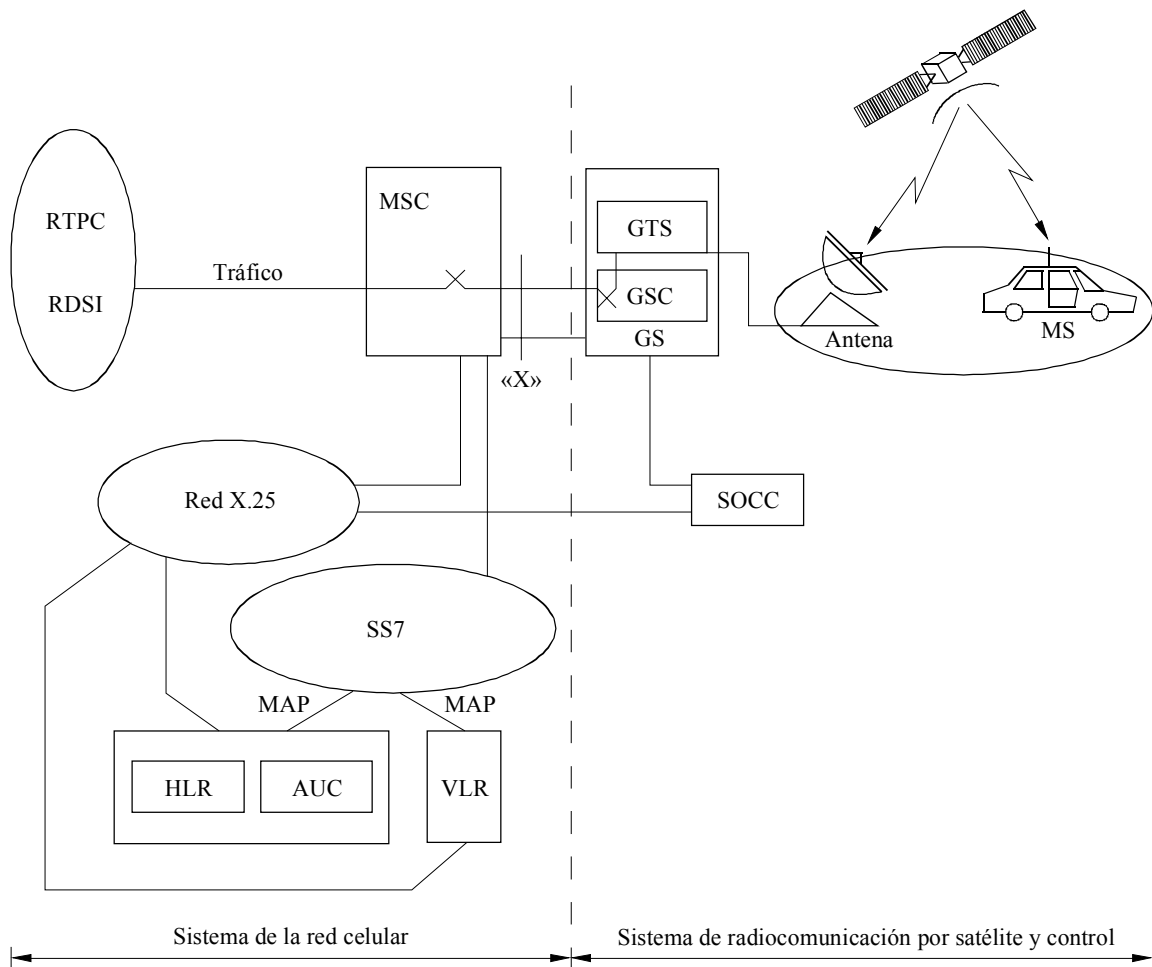 RTPC
RDSI
Tráfico
MSC
«X»
GTS
GSC
GS
Antena
MS
Red X.25
SOCC
SS7
MAP
MAP
HLR
AUC
VLR
Sistema de la red celular
Sistema de radiocomunicación por satélite y control